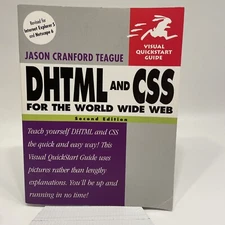 Revised for
Internet Explorer 5
and Netscape 6
VISUAL
QUICKSTART
GUIDE
JASON CRANFORD TEAGUE
DHTML AND CSS
FOR THE WORLD WIDE WEB
Second Edition
Teach yourself DHTML and CSS
the quick and easy way! This
Visual QuickStart Guide uses
pictures rather than lengthy
explanations. You'll be up and
running in no time!